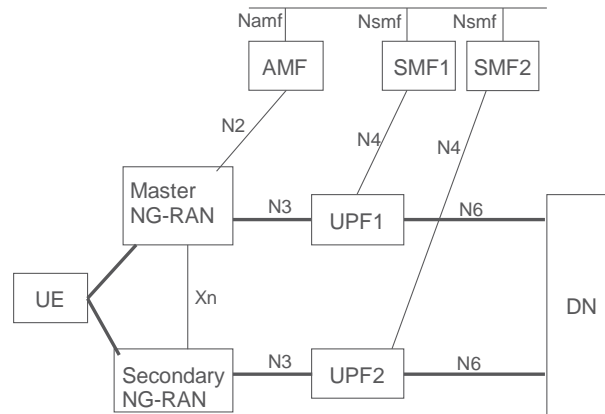 Namf
Nsmf
Nsmf
AMF
SMF1
SMF2
N2
N4
N4
Master
NG-RAN
N3
UPF1
N6
UE
Xn
DN
Secondary
NG-RAN
N3
UPF2
N6